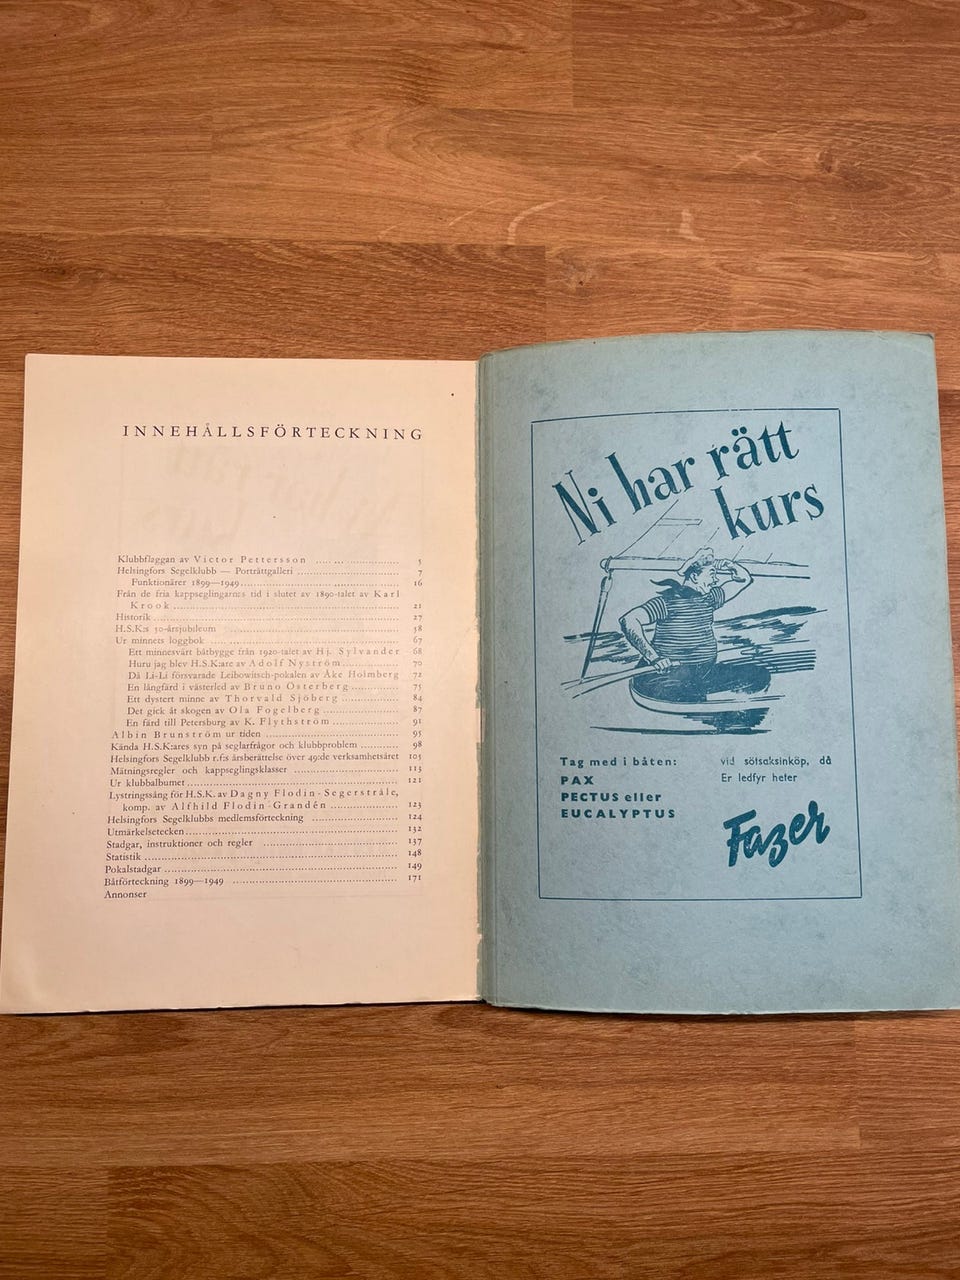 INNEHÅLLSFÖRTECKNING
Klubbflaggan av Victor Pettersson ...... ... ................ 5
Helsingfors Segelklubb — Porträttgalleri .......................... 7
Funktionärer 1899—1949 .......................................... 16
Från de fria kappseglingarnes tid i slutet av 1890-talet av Karl
Krook ............................................................ 21
Historik ............................................................ 27
H.S.K:s 50-årsjubileum .............................................. 58
Ur minnets loggbok .................................................. 67
Ett minnesvärt båtbygge från 1920-talet av Hj. Sylvander 68
Huru jag blev H.S.K:are av Adolf Nyström .................. 70
Då Li-Li försvarade Leibowitsch-pokalen av Åke Holmberg 72
En långfärd i västerled av Bruno Österberg ............ 75
Ett dystert minne av Thorvald Sjöberg .................. 84
Det gick åt skogen av Ola Fogelberg .................... 87
En färd till Petersburg av K. Flythström .................. 91
Albin Brunström ur tiden .................................... 95
Kända H.S.K:ares syn på seglarfrågor och klubbproblem .......... 98
Helsingfors Segelklubb r.f:s årsberättelse över 49:de verksamhetsåret 105
Mätningsregler och kappseglingsklasser .......................... 113
Ur klubbalbumet .................................................. 121
Lystringssång för H.S.K. av Dagny Flodin-Segerstråle,
komp. av Alfhild Flodin-Grandén .................. 123
Helsingfors Segelklubbs medlemsförteckning .................... 124
Utmärkelsetecken .................................................. 132
Stadgar, instruktioner och regler ................................ 137
Statistik .......................................................... 148
Pokalstadgar ...................................................... 149
Båtförteckning 1899—1949 ........................................ 171
Annonser
Ni har rätt
kurs
Tag med i båten:
PAX
PECTUS eller
EUCALYPTUS
vid sötsaksinköp, då
Er ledfyr heter
Fazer